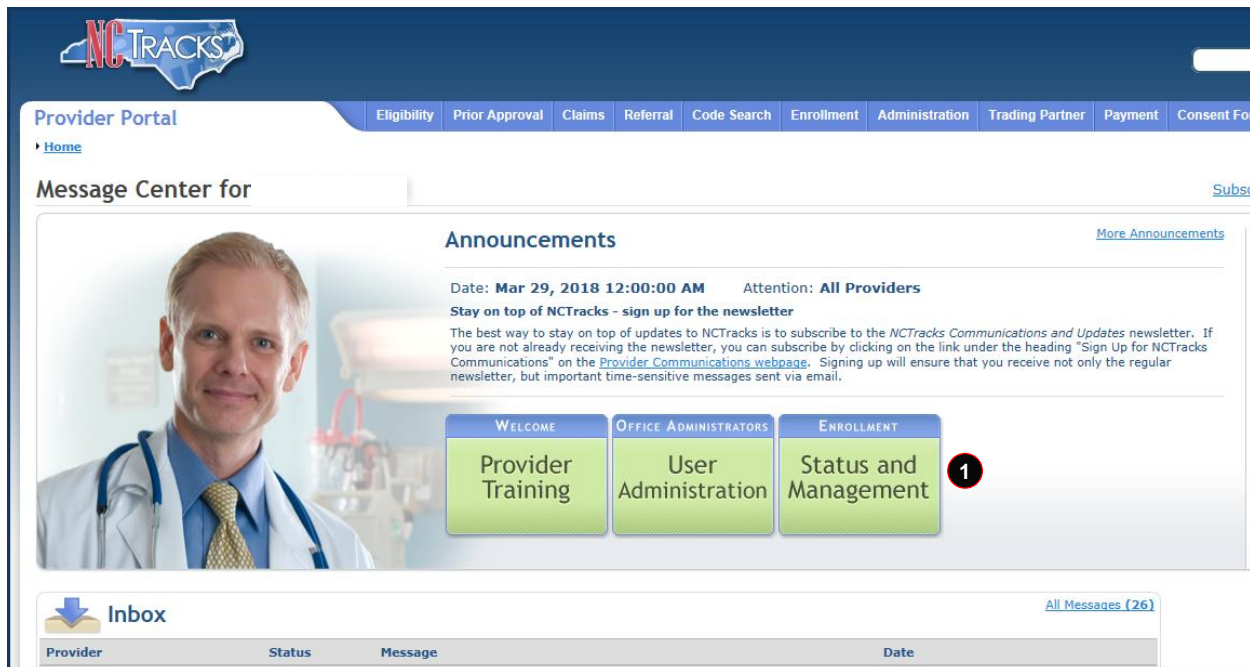 NCTRACKS
Provider Portal
Eligibility Prior Approval Claims Referral Code Search Enrollment Administration Trading Partner Payment Consent Fo
Home
Message Center for
Subsc
Announcements
More Announcements
Date: Mar 29, 2018 12:00:00 AM Attention: All Providers
Stay on top of NCTracks - sign up for the newsletter
The best way to stay on top of updates to NCTracks is to subscribe to the NCTracks Communications and Updates newsletter. If
you are not already receiving the newsletter, you can subscribe by clicking on the link under the heading "Sign Up for NCTracks
Communications" on the Provider Communications webpage. Signing up will ensure that you receive not only the regular
newsletter, but important time-sensitive messages sent via email.
WELCOME OFFICE ADMINISTRATORS ENROLLMENT
Provider User Status and
Training Administration Management
1
Inbox
All Messages (26)
Provider Status Message Date